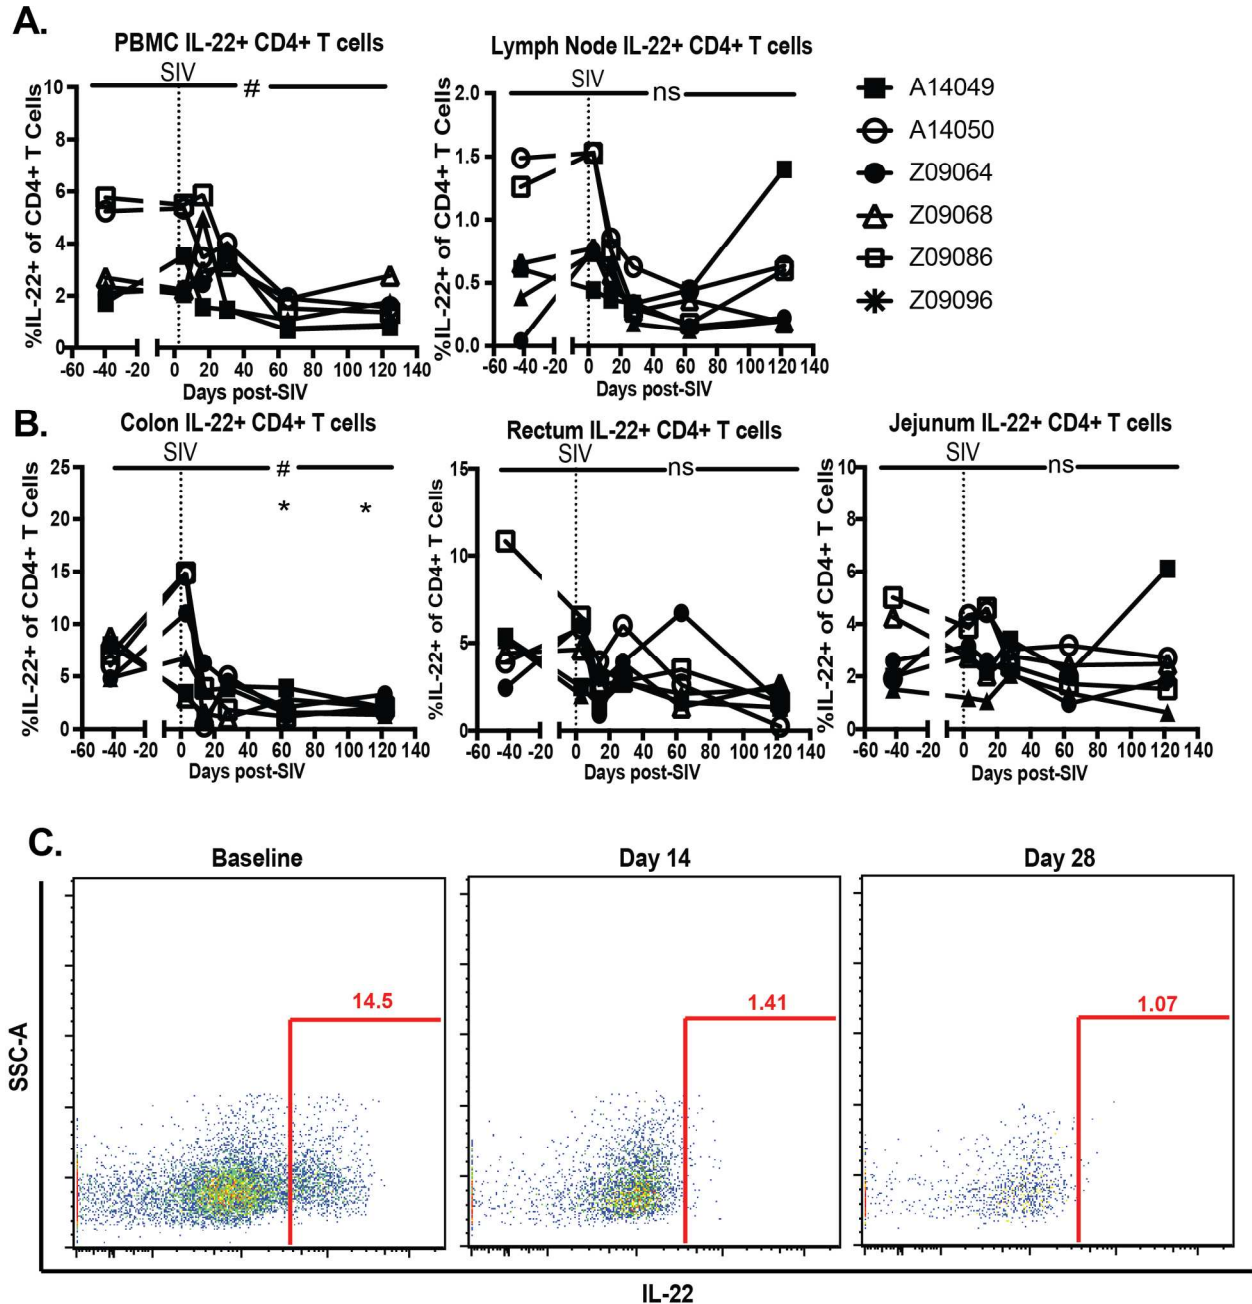 A.
PBMC IL-22+ CD4+ T cells
SIV
#
%IL-22+ of CD4+ T Cells
10
8
6
4
2
0
-60 -40 -20 0 20 40 60 80 100 120 140
Days post-SIV
Lymph Node IL-22+ CD4+ T cells
SIV
ns
%IL-22+ of CD4+ T Cells
2.0
1.5
1.0
0.5
0.0
-60 -40 -20 0 20 40 60 80 100 120 140
Days post-SIV
A14049
A14050
Z09064
Z09068
Z09086
Z09096
B.
Colon IL-22+ CD4+ T cells
SIV
#
* *
%IL-22+ of CD4+ T Cells
25
20
15
10
5
0
-60 -40 -20 0 20 40 60 80 100 120 140
Days post-SIV
Rectum IL-22+ CD4+ T cells
SIV
ns
%IL-22+ of CD4+ T Cells
15
10
5
0
-60 -40 -20 0 20 40 60 80 100 120 140
Days post-SIV
Jejunum IL-22+ CD4+ T cells
SIV
ns
%IL-22+ of CD4+ T Cells
10
8
6
4
2
0
-60 -40 -20 0 20 40 60 80 100 120 140
Days post-SIV
C.
Baseline
14.5
Day 14
1.41
Day 28
1.07
SSC-A
IL-22